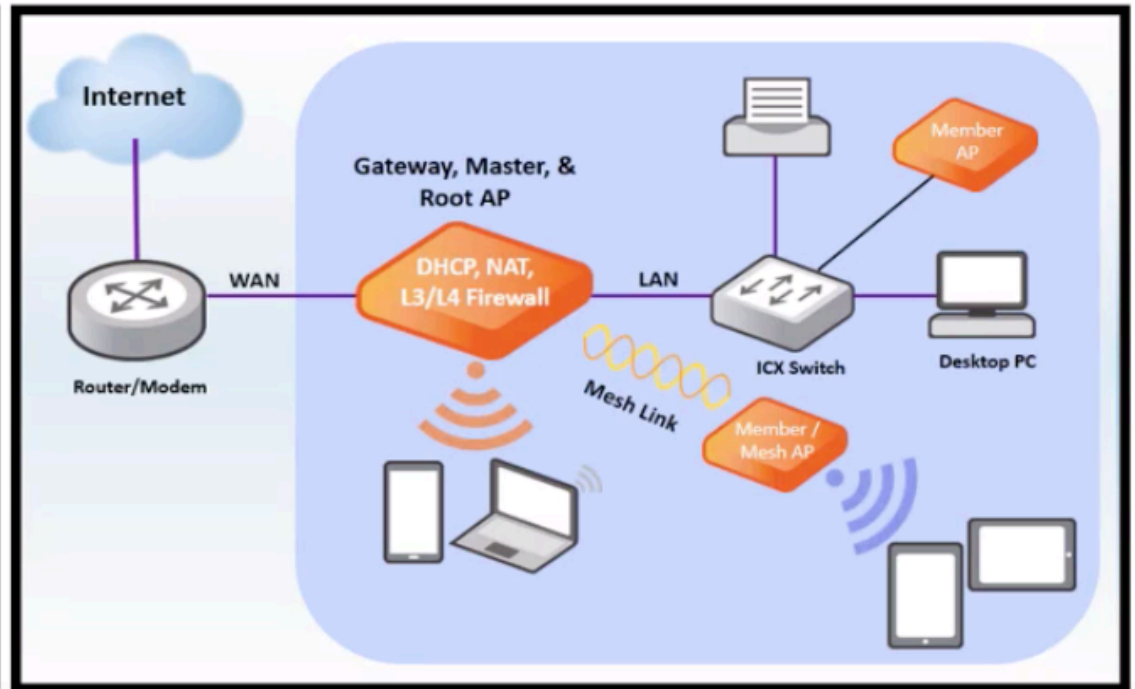 Internet
Gateway, Master, &
Root AP
Member
AP
DHCP, NAT,
L3/L4 Firewall
WAN
LAN
Router/Modem
ICX Switch
Desktop PC
Mesh Link
Member /
Mesh AP